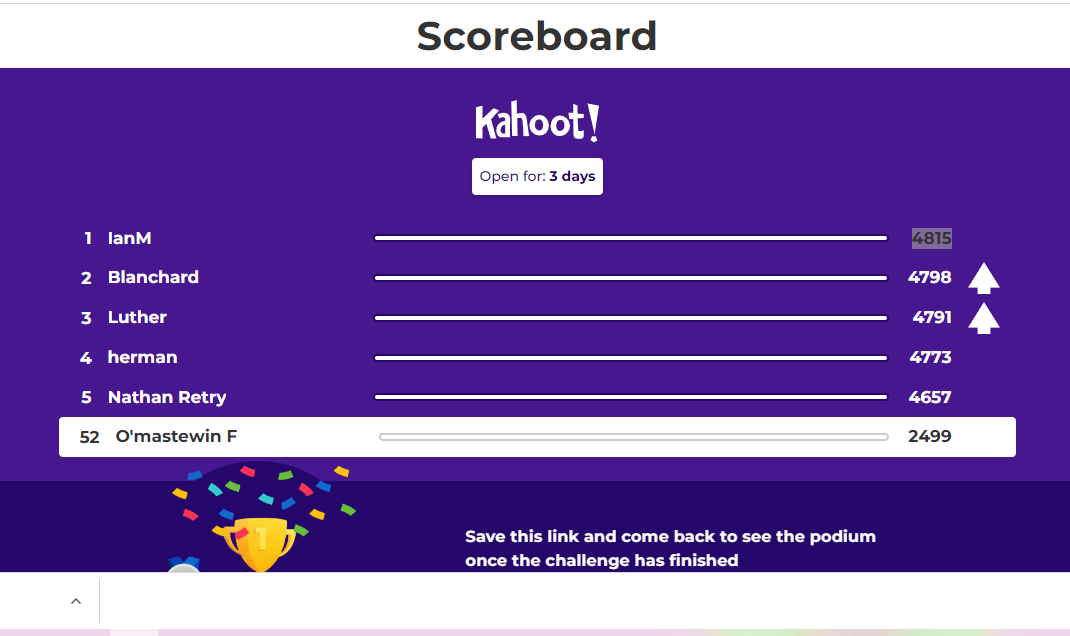 Scoreboard
Kahoot!
Open for: 3 days
1 IanM 4815
2 Blanchard 4798
3 Luther 4791
4 herman 4773
5 Nathan Retry 4657
52 O'mastewin F 2499
1
Save this link and come back to see the podium
once the challenge has finished